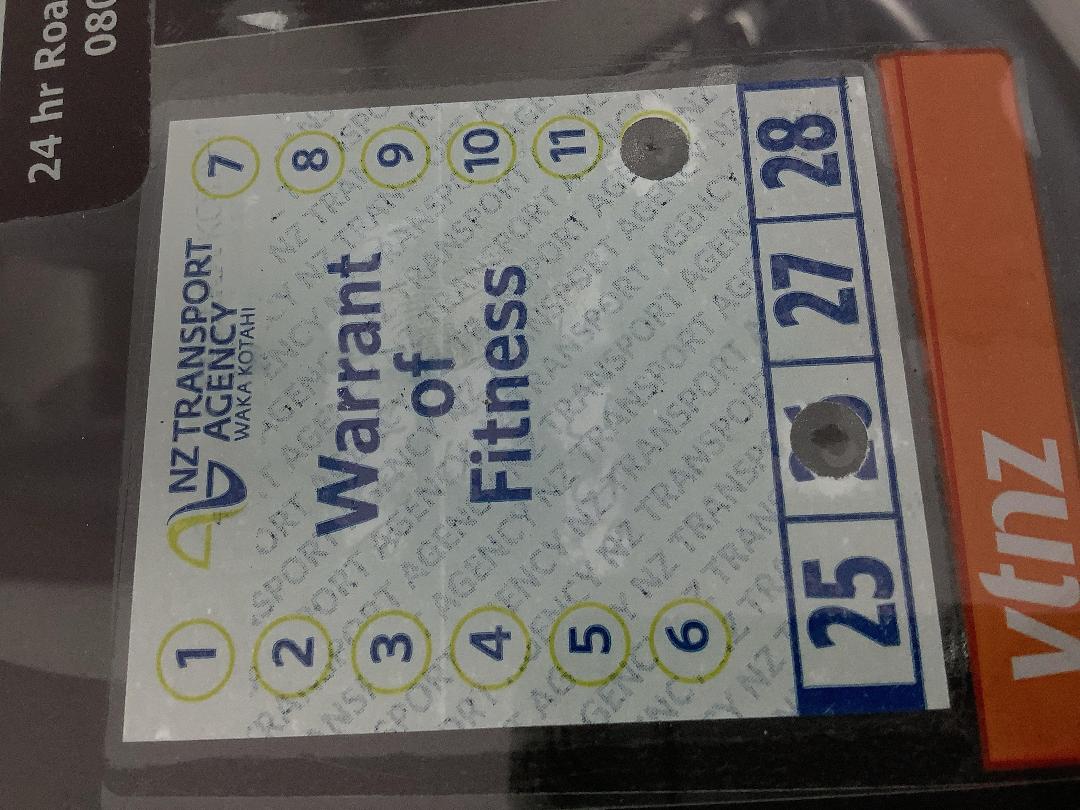 24 hr Roa
080
NZ TRANSPORT
AGENCY
WAKA KOTAHI
Warrant
of
Fitness
1
2
3
4
5
6
7
8
9
10
11
25
27
28
vtnz